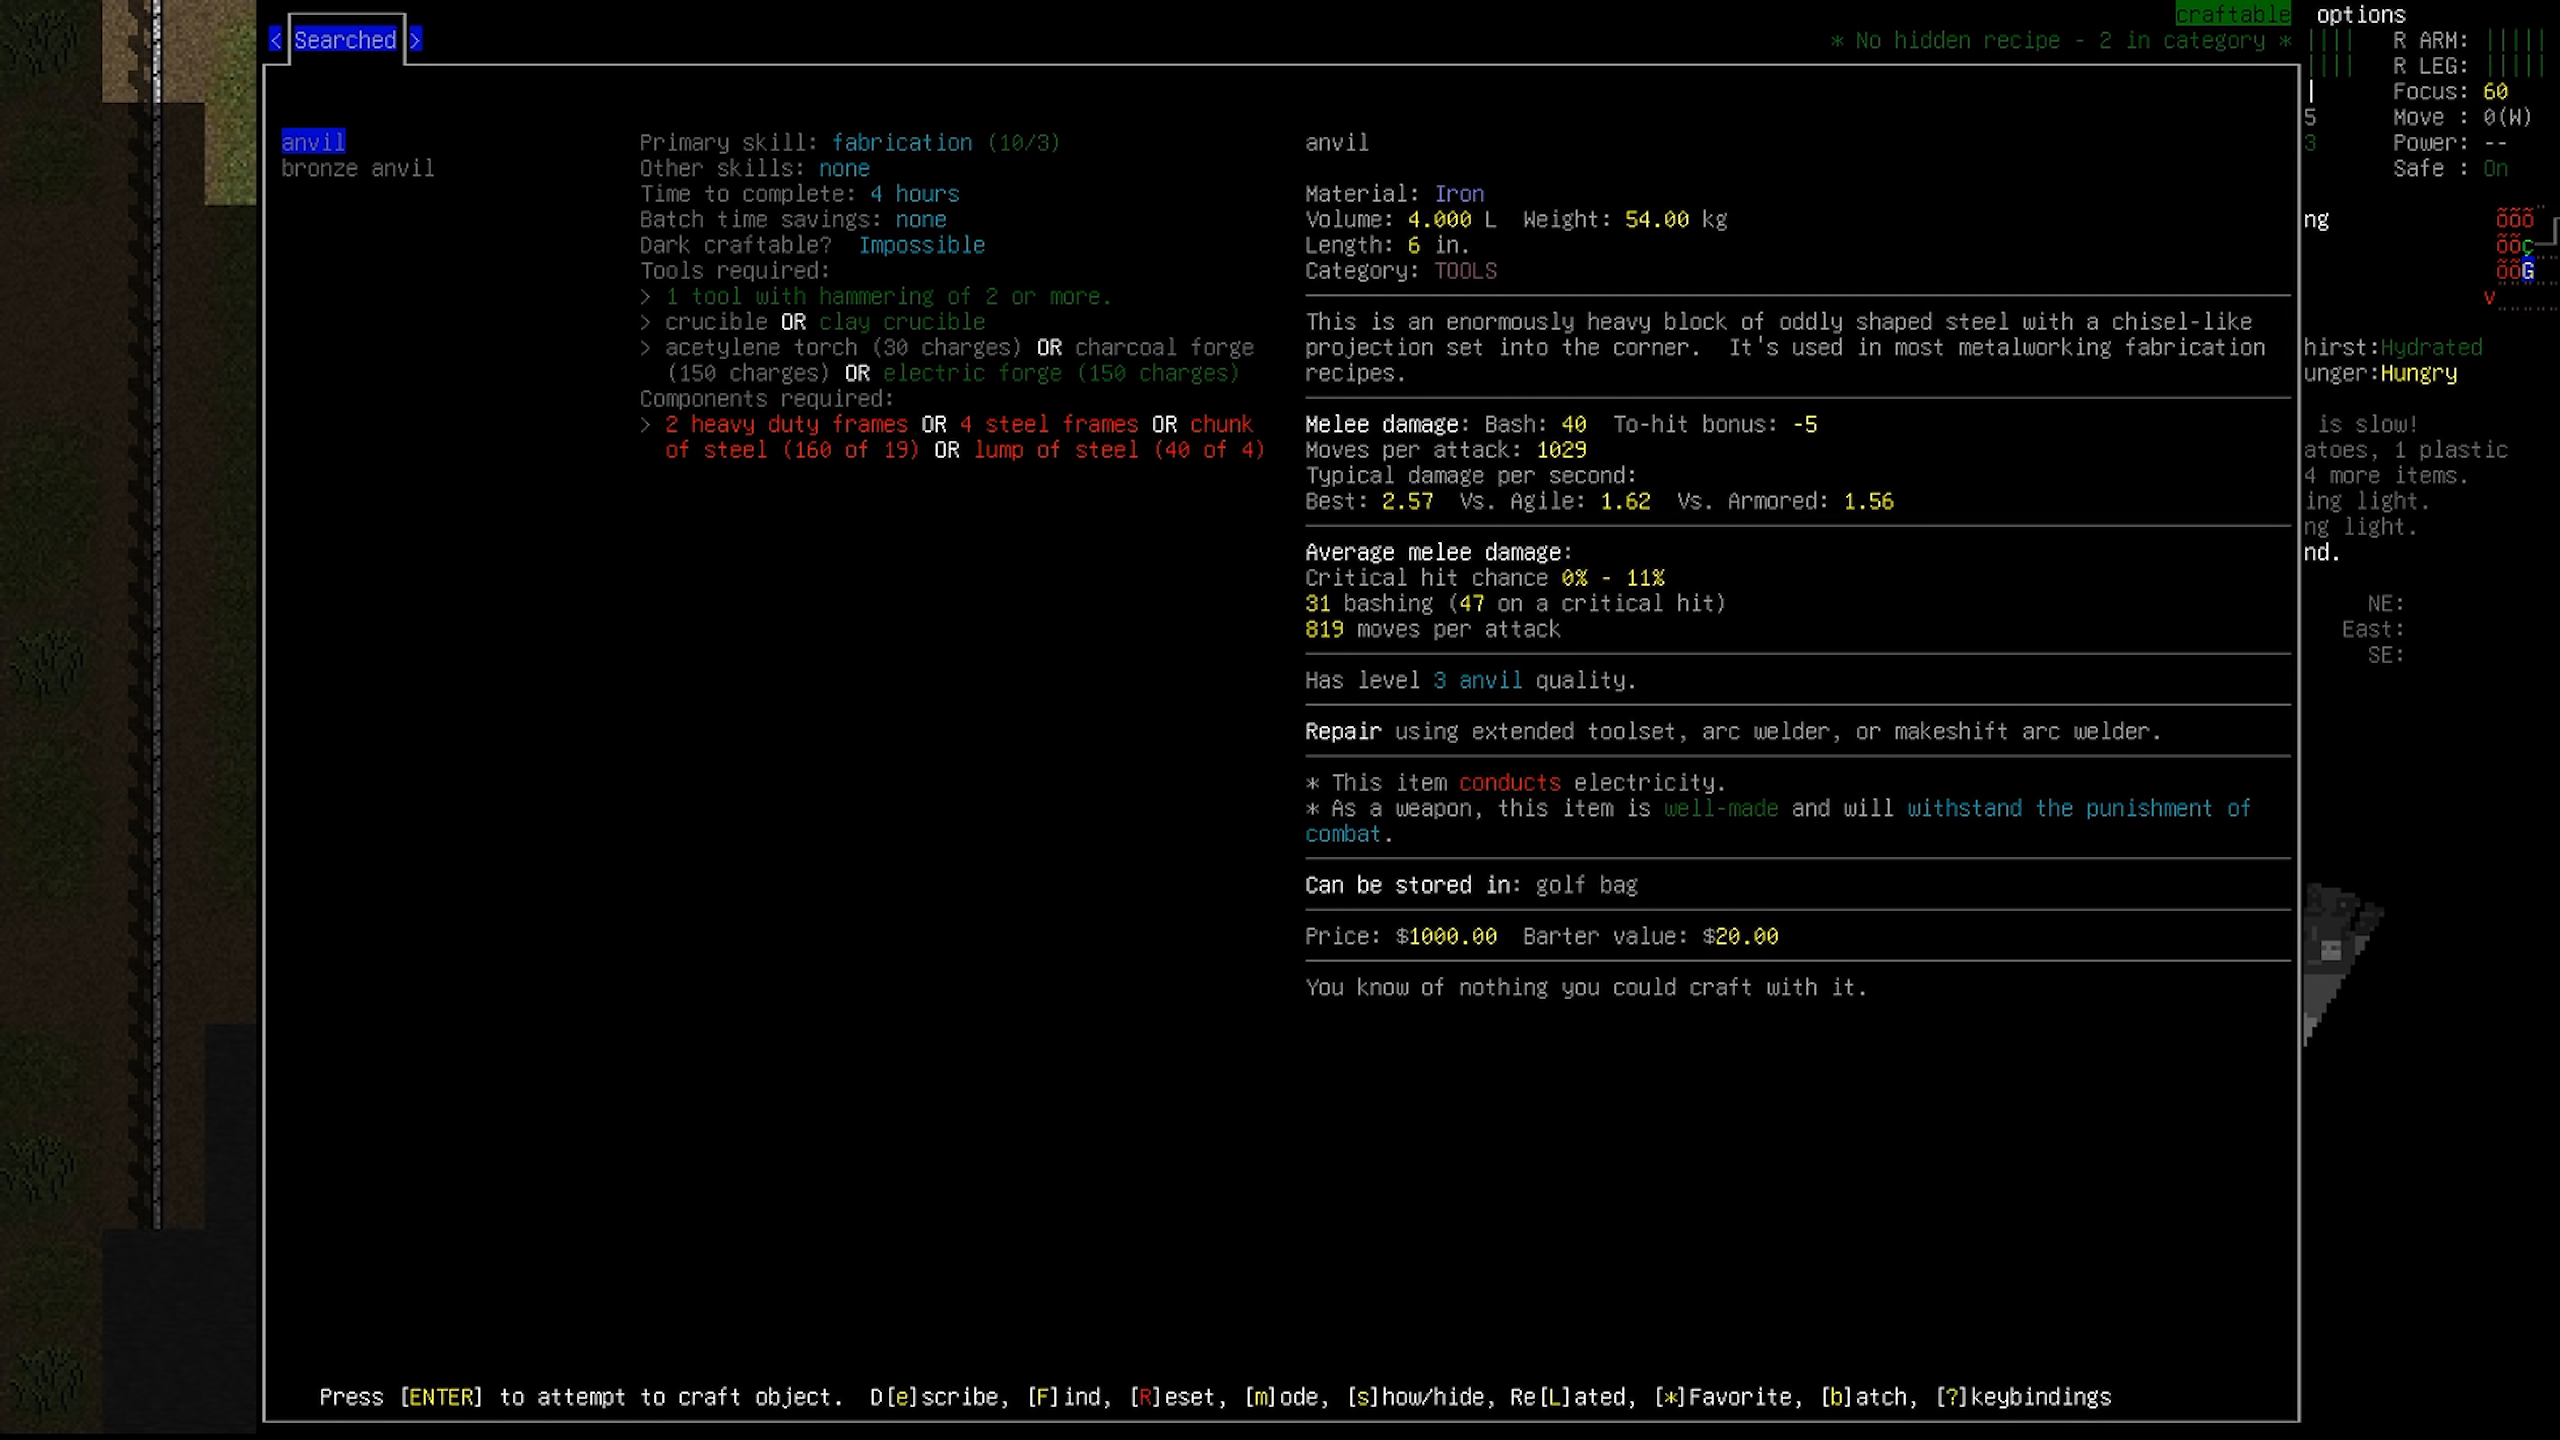 craftable options
< Searched >
* No hidden recipe - 2 in category *
R ARM: |||||
R LEG: |||||
Focus: 60
5 Move : 0(W)
3 Power: --
Safe : On
anvil
bronze anvil
Primary skill: fabrication (10/3)
Other skills: none
Time to complete: 4 hours
Batch time savings: none
Dark craftable? Impossible
Tools required:
> 1 tool with hammering of 2 or more.
> crucible OR clay crucible
> acetylene torch (30 charges) OR charcoal forge
(150 charges) OR electric forge (150 charges)
Components required:
> 2 heavy duty frames OR 4 steel frames OR chunk
of steel (160 of 19) OR lump of steel (40 of 4)
anvil
Material: Iron
Volume: 4.000 L Weight: 54.00 kg
Length: 6 in.
Category: TOOLS
This is an enormously heavy block of oddly shaped steel with a chisel-like
projection set into the corner. It's used in most metalworking fabrication
recipes.
Melee damage: Bash: 40 To-hit bonus: -5
Moves per attack: 1029
Typical damage per second:
Best: 2.57 Vs. Agile: 1.62 Vs. Armored: 1.56
Average melee damage:
Critical hit chance 0% - 11%
31 bashing (47 on a critical hit)
819 moves per attack
Has level 3 anvil quality.
Repair using extended toolset, arc welder, or makeshift arc welder.
* This item conducts electricity.
* As a weapon, this item is well-made and will withstand the punishment of
combat.
Can be stored in: golf bag
Price: $1000.00 Barter value: $20.00
You know of nothing you could craft with it.
ng
õõõ
õõç
õõG
v
hirst:Hydrated
unger:Hungry
is slow!
atoes, 1 plastic
4 more items.
ing light.
ng light.
nd.
NE:
East:
SE:
Press [ENTER] to attempt to craft object. D[e]scribe, [F]ind, [R]eset, [m]ode, [s]how/hide, Re[L]ated, [*]Favorite, [b]atch, [?]keybindings